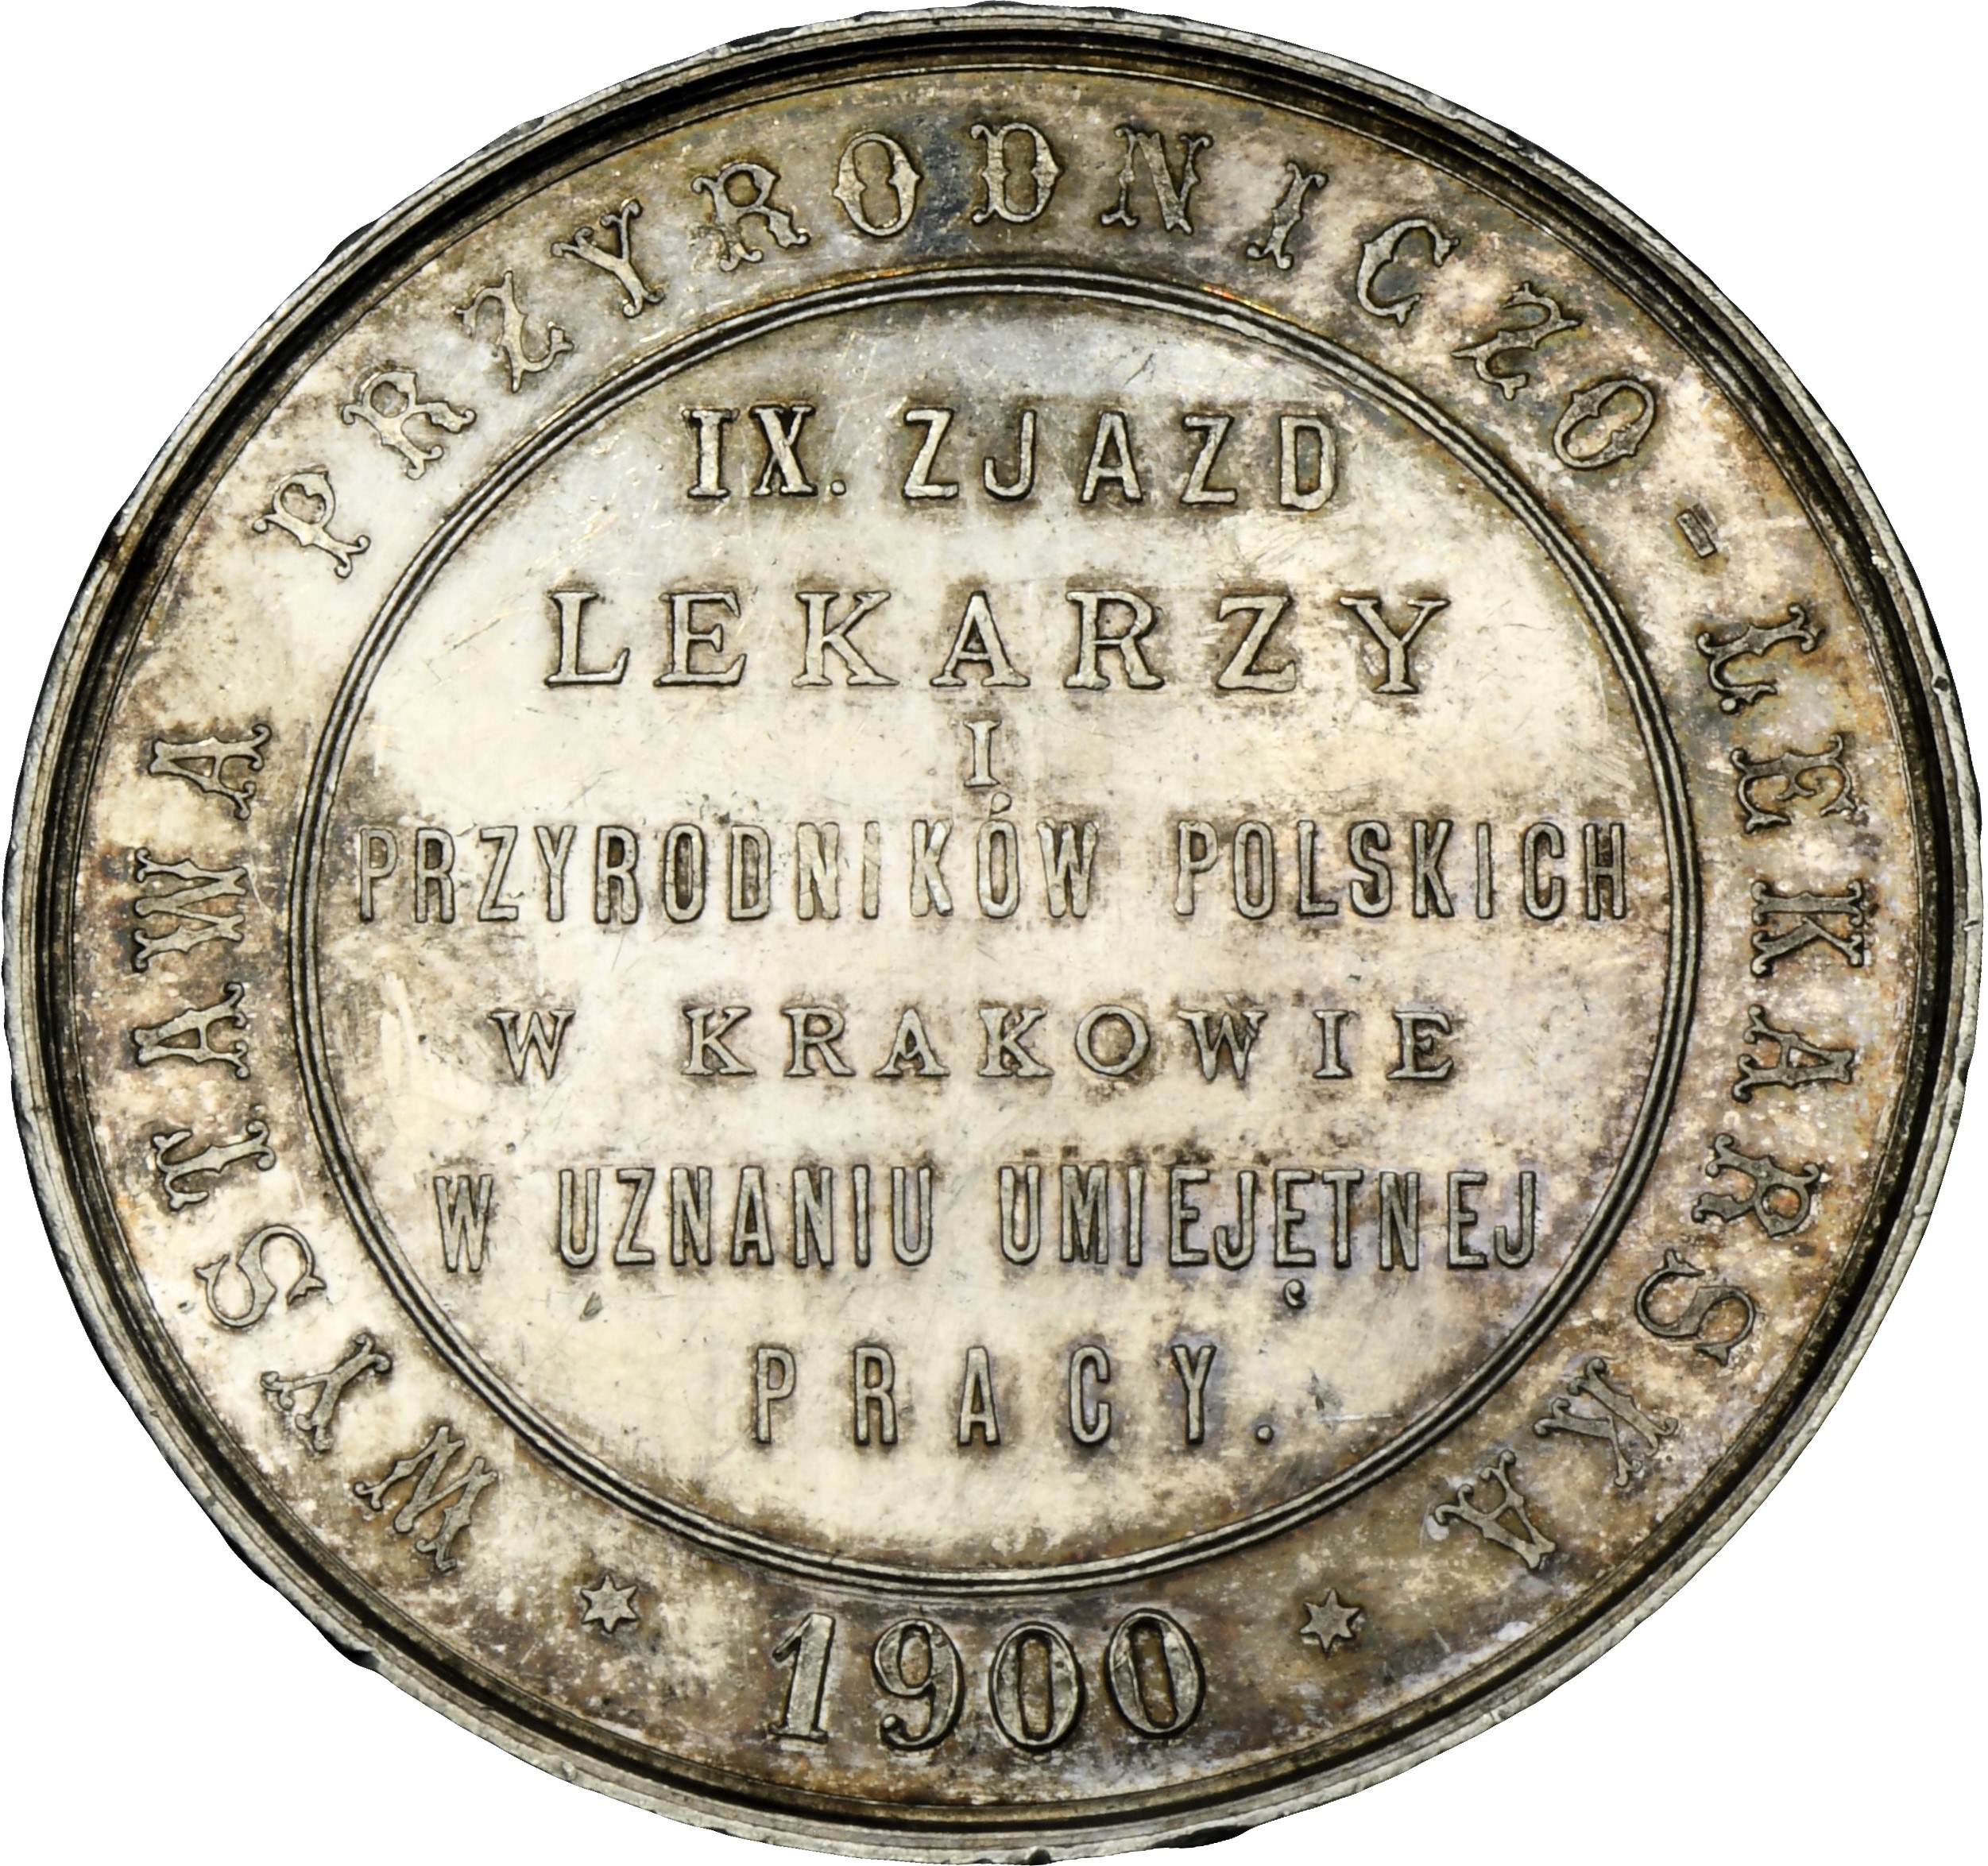 WYSTAWA PRZYRODNICZO-LEKARSKA
IX. ZJAZD
LEKARZY
I
PRZYRODNIKÓW POLSKICH
W KRAKOWIE
W UZNANIU UMIEJĘTNEJ
PRACY.
* 1900 *